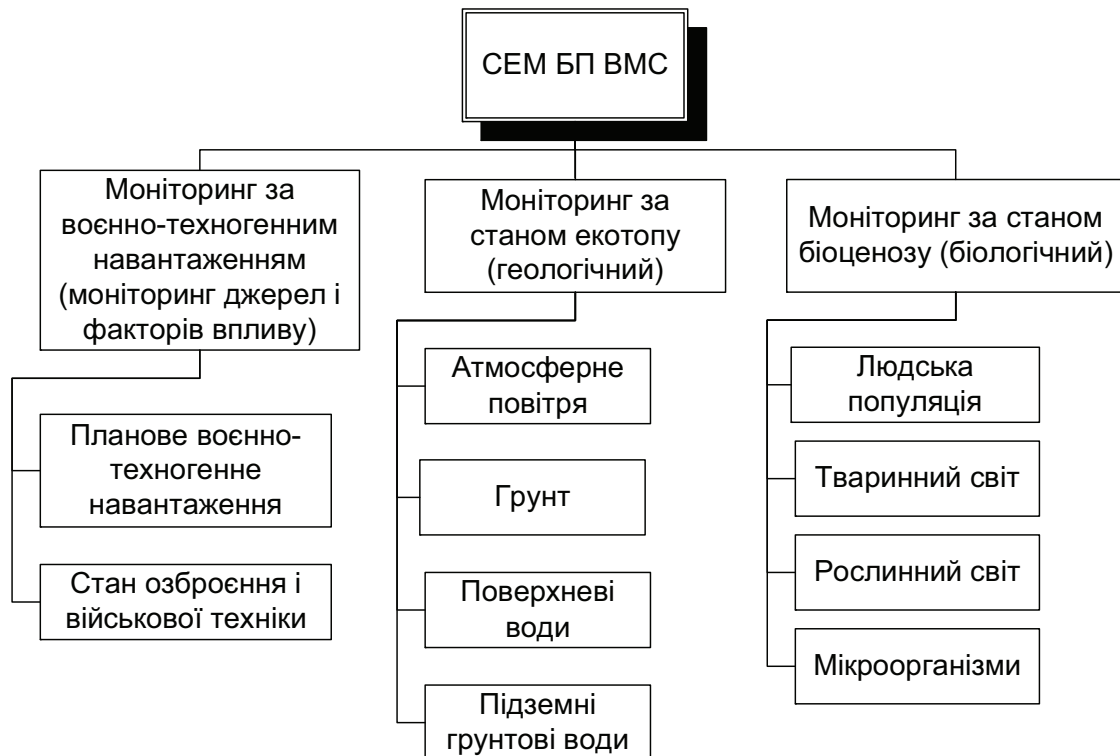 СЕМ БП ВМС
Моніторинг за
воєнно-техногенним
навантаженням
(моніторинг джерел і
факторів впливу)
Планове воєнно-
техногенне
навантаження
Стан озброєння і
військової техніки
Моніторинг за
станом екотопу
(геологічний)
Атмосферне
повітря
Грунт
Поверхневі
води
Підземні
грунтові води
Моніторинг за станом
біоценозу (біологічний)
Людська
популяція
Тваринний світ
Рослинний світ
Мікроорганізми